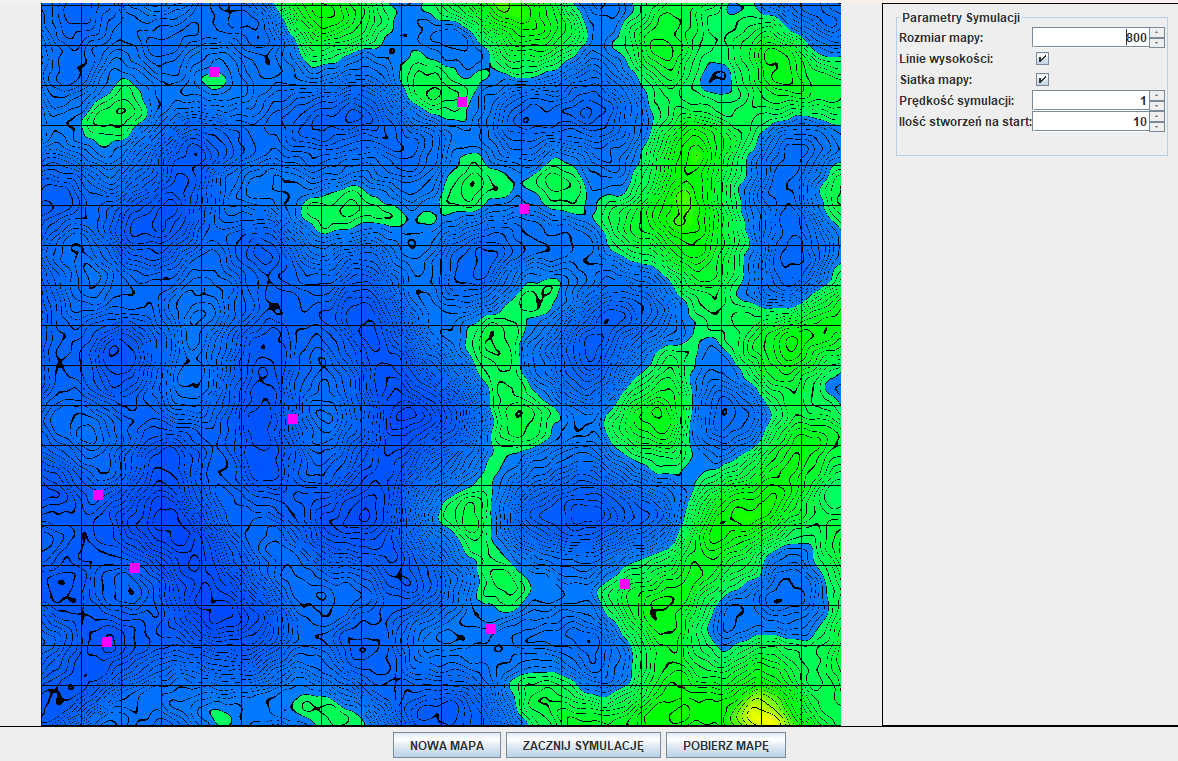 Parametry Symulacji
Rozmiar mapy: 800
Linie wysokości:
Siatka mapy:
Prędkość symulacji: 1
Ilość stworzeń na start: 10
NOWA MAPA ZACZNIJ SYMULACJĘ POBIERZ MAPĘ